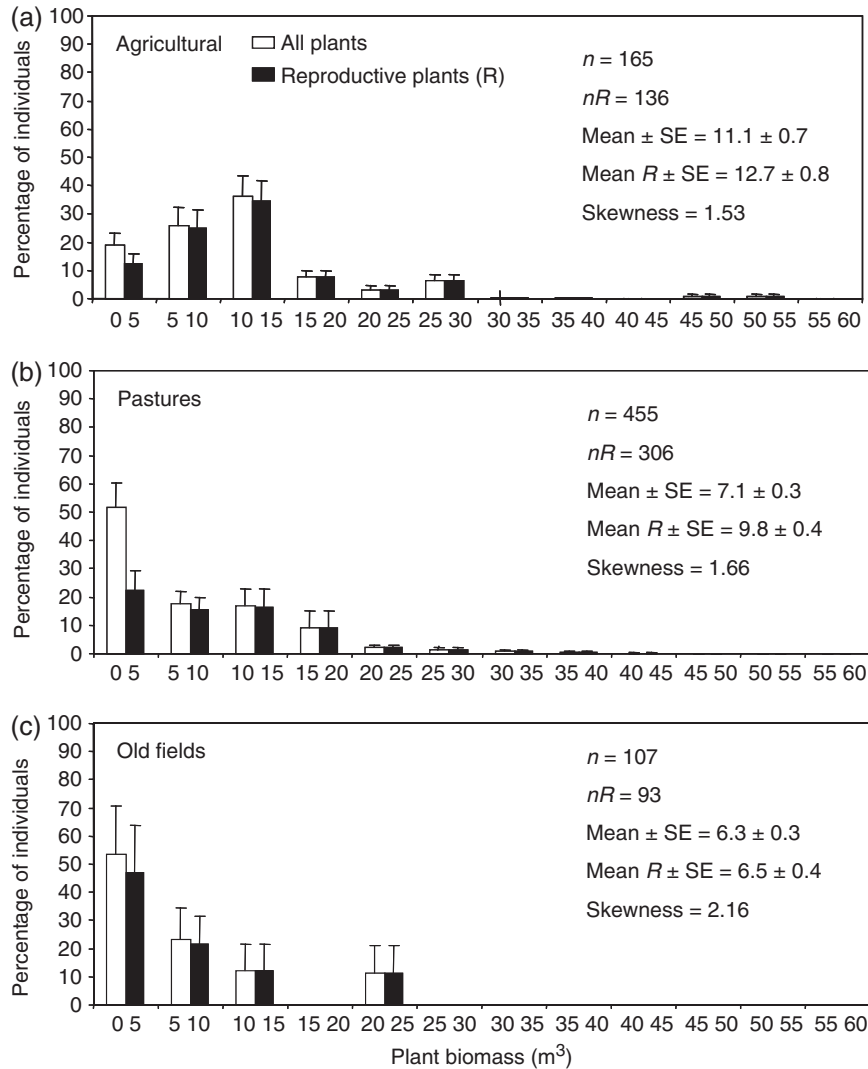 (a)
Percentage of individuals
100
90
80
70
60
50
40
30
20
10
0
Agricultural
All plants
Reproductive plants (R)
n = 165
nR = 136
Mean ± SE = 11.1 ± 0.7
Mean R ± SE = 12.7 ± 0.8
Skewness = 1.53
0 5 5 10 10 15 15 20 20 25 25 30 30 35 35 40 40 45 45 50 50 55 55 60
(b)
Percentage of individuals
100
90
80
70
60
50
40
30
20
10
0
Pastures
n = 455
nR = 306
Mean ± SE = 7.1 ± 0.3
Mean R ± SE = 9.8 ± 0.4
Skewness = 1.66
0 5 5 10 10 15 15 20 20 25 25 30 30 35 35 40 40 45 45 50 50 55 55 60
(c)
Percentage of individuals
100
90
80
70
60
50
40
30
20
10
0
Old fields
n = 107
nR = 93
Mean ± SE = 6.3 ± 0.3
Mean R ± SE = 6.5 ± 0.4
Skewness = 2.16
0 5 5 10 10 15 15 20 20 25 25 30 30 35 35 40 40 45 45 50 50 55 55 60
Plant biomass (m³)